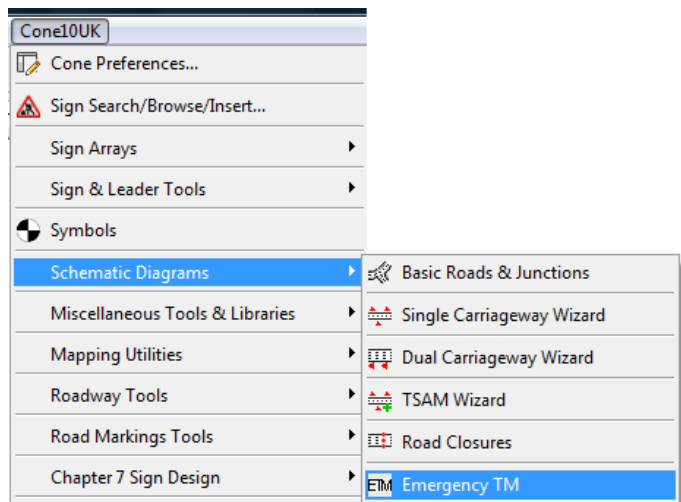 Cone10UK
Cone Preferences...
Sign Search/Browse/Insert...
Sign Arrays
Sign & Leader Tools
Symbols
Schematic Diagrams
Basic Roads & Junctions
Miscellaneous Tools & Libraries
Single Carriageway Wizard
Mapping Utilities
Dual Carriageway Wizard
Roadway Tools
TSAM Wizard
Road Markings Tools
Road Closures
Chapter 7 Sign Design
ETM Emergency TM